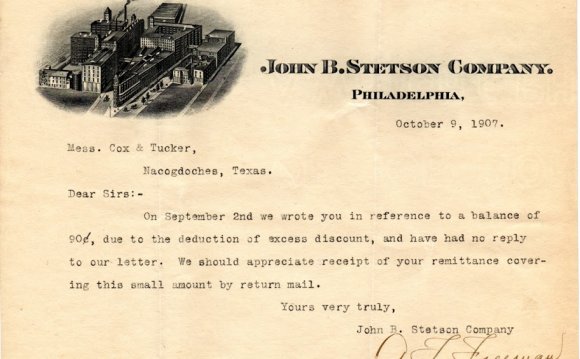 JOHN B. STETSON COMPANY.
PHILADELPHIA,
October 9, 1907.
Mess. Cox & Tucker,
Nacogdoches, Texas.
Dear Sirs:-
On September 2nd we wrote you in reference to a balance of
90¢, due to the deduction of excess discount, and have had no reply
to our letter. We should appreciate receipt of your remittance cover-
ing this small amount by return mail.
Yours very truly,
John B. Stetson Company